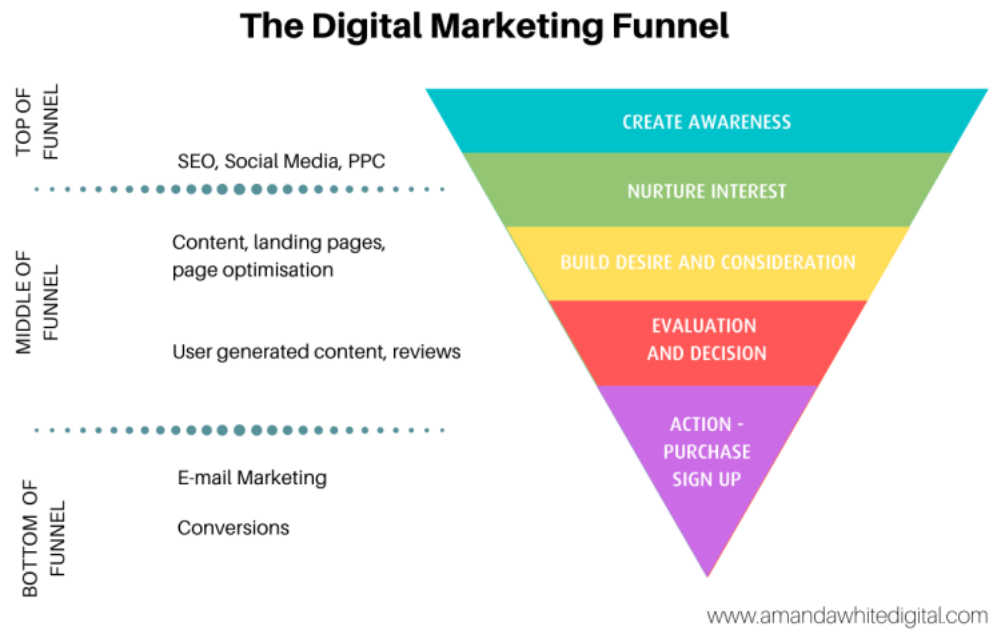 The Digital Marketing Funnel
TOP OF
FUNNEL
SEO, Social Media, PPC
CREATE AWARENESS
NURTURE INTEREST
MIDDLE OF
FUNNEL
Content, landing pages,
page optimisation
BUILD DESIRE AND CONSIDERATION
User generated content, reviews
EVALUATION
AND DECISION
BOTTOM OF
FUNNEL
E-mail Marketing
Conversions
ACTION -
PURCHASE
SIGN UP
www.amandawhitedigital.com